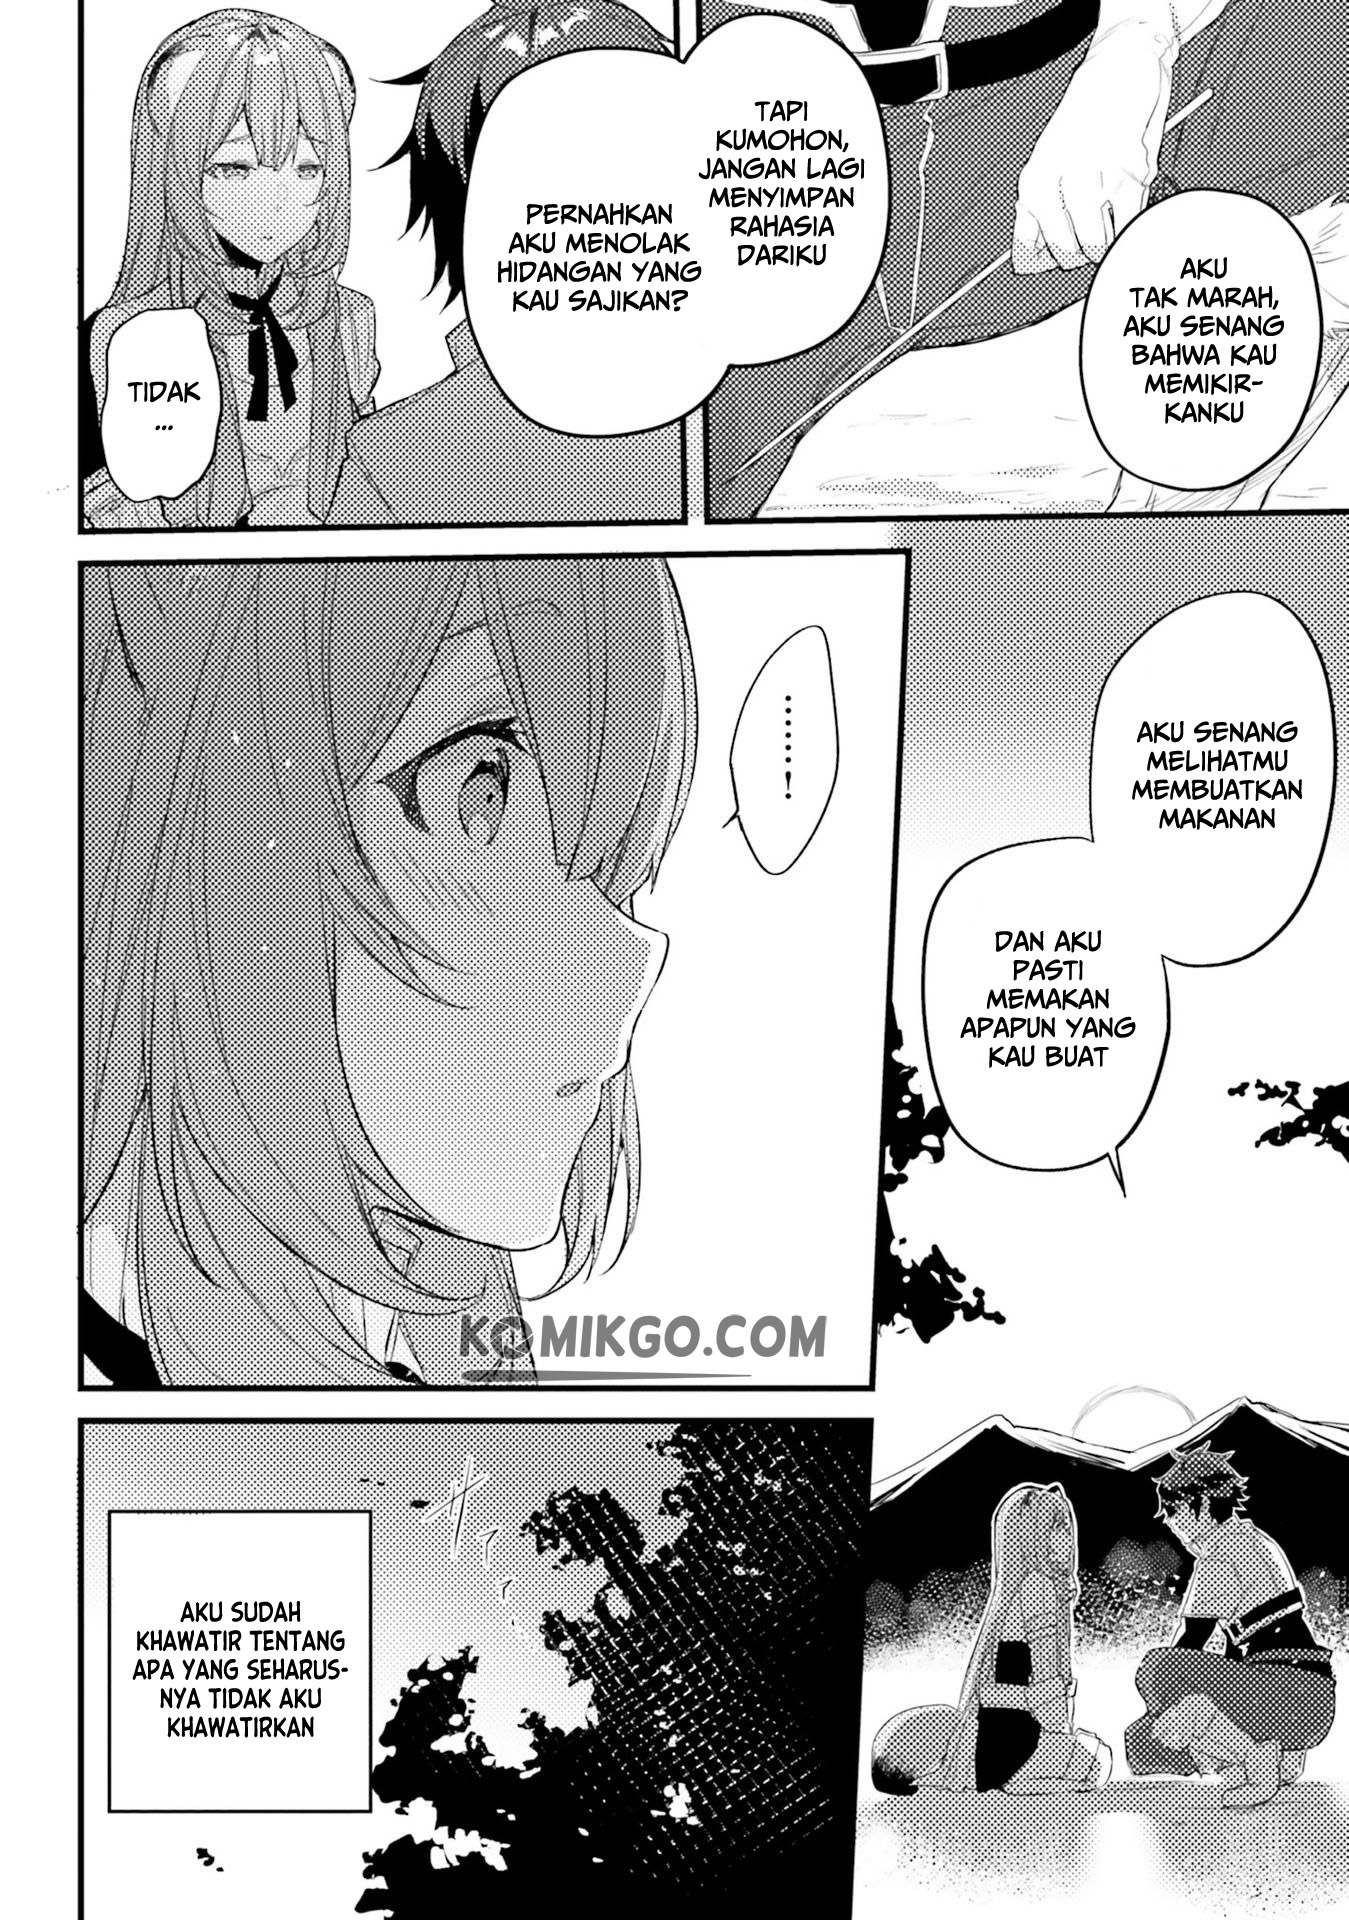 AKU
TAK MARAH,
AKU SENANG
BAHWA KAU
MEMIKIR-
KANKU
TAPI
KUMOHON,
JANGAN LAGI
MENYIMPAN
RAHASIA
DARIKU
PERNAHKAN
AKU MENOLAK
HIDANGAN YANG
KAU SAJIKAN?
TIDAK
...
AKU SENANG
MELIHATMU
MEMBUATKAN
MAKANAN
DAN AKU
PASTI
MEMAKAN
APAPUN YANG
KAU BUAT
........!
KOMIKGO.COM
AKU SUDAH
KHAWATIR TENTANG
APA YANG SEHARUS-
NYA TIDAK AKU
KHAWATIRKAN